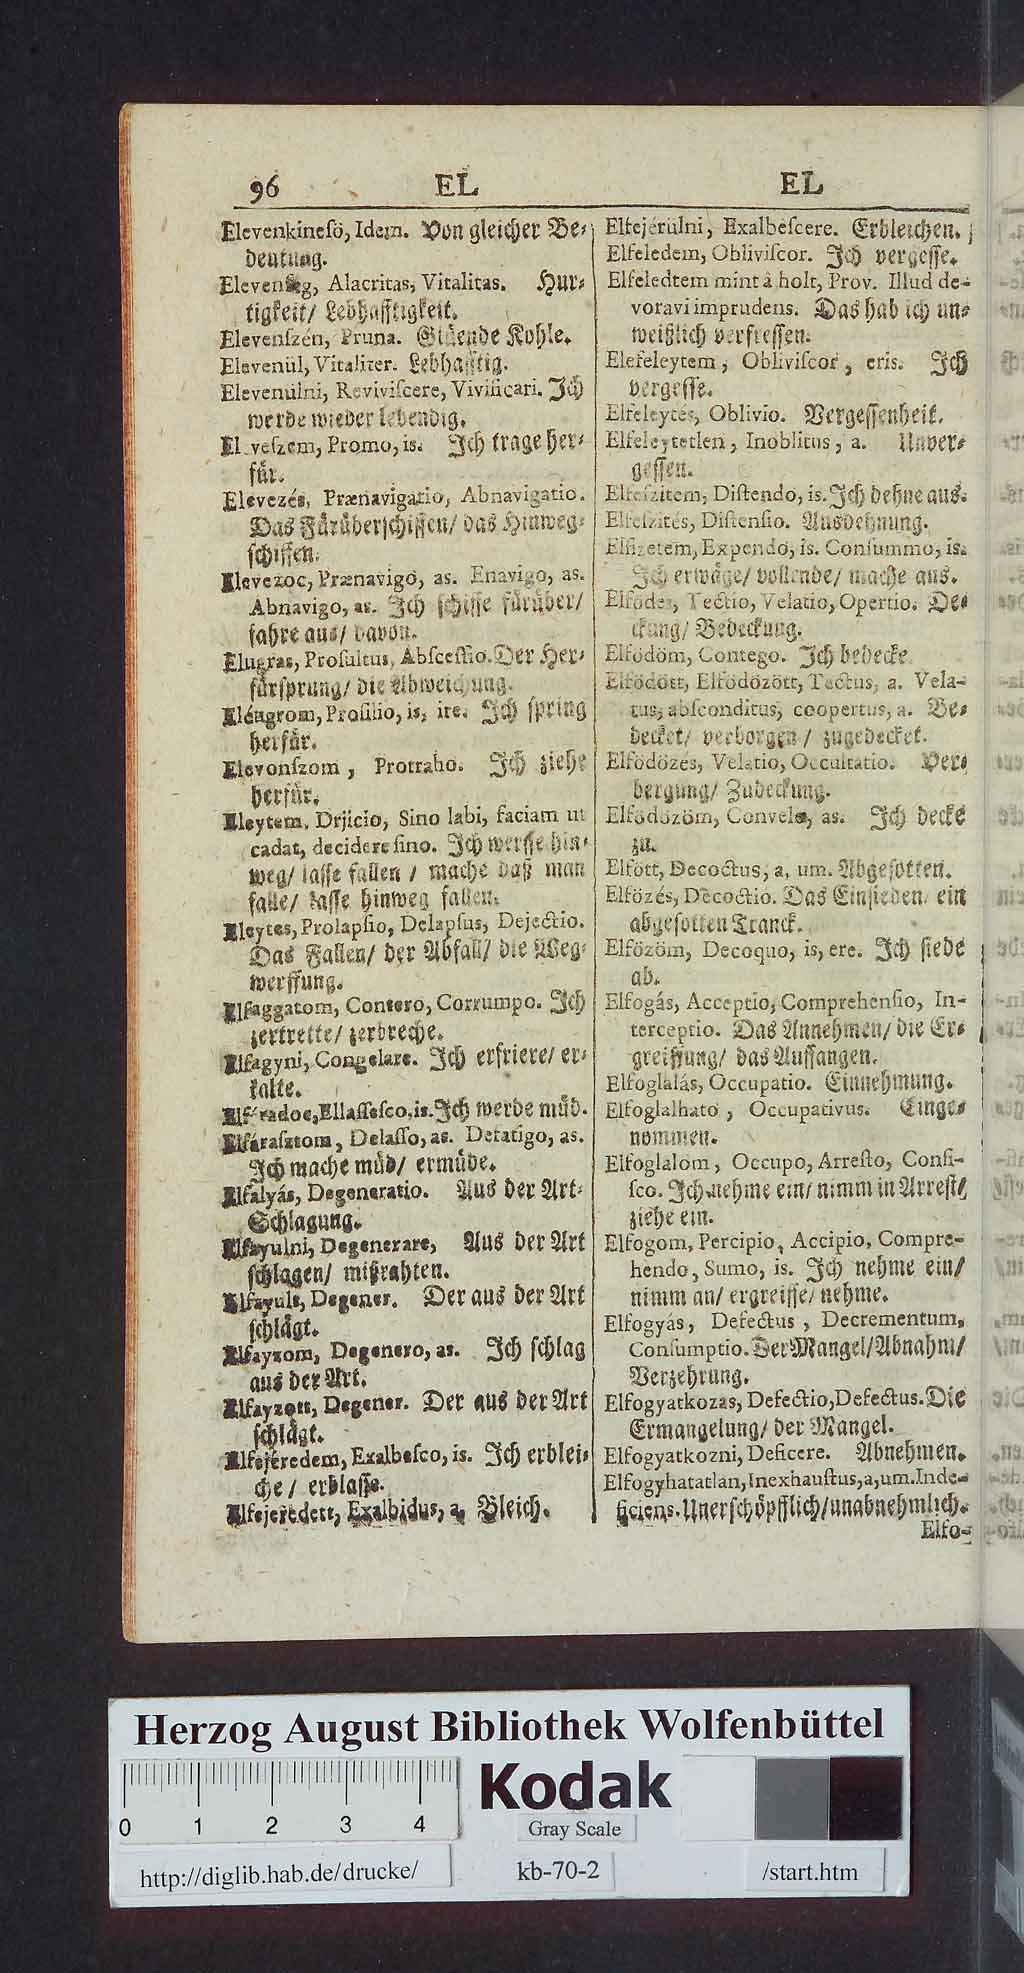 96 EL EL
Elevenkinesö, Idem. Von gleicher Be-
deutung.
Elevenség, Alacritas, Vitalitas. Hur-
tigkeit/ Lebhafftigkeit.
Elevenſzén, Pruna. Glüende Kohle.
Elevenül, Vitaliter. Lebhafftig.
Elevenülni, Reviviſcere, Vivificari. Ich
werde wieder lebendig.
Eleveſzem, Promo, is. Ich trage her-
für.
Elevezés, Prænavigatio, Abnavigatio.
Das Fürüberschiffen/ das Hinweg-
schiffen.
Elevezoc, Prænavigo, as. Enavigo, as.
Abnavigo, as. Ich schiffe fürüber/
fahre aus/ davon.
Elugras, Proſultus, Abſceſſio. Der Her-
fürsprung/ die Abweichung.
Eléugrom, Proſilio, is, ire. Ich spring
herfür.
Elevonſzom, Protraho. Ich ziehe
herfür.
Eleytem, Drjicio, Sino labi, faciam ut
cadat, decidere ſino. Ich werffe hin-
weg/ lasse fallen / mache daß man
falle/ lasse hinweg fallen.
Eleytes, Prolapſio, Delapſus, Dejectio.
Das Fallen/ der Abfall/ die Weg-
werffung.
Elfaggatom, Contero, Corrumpo. Ich
zertrette/ zerbreche.
Elfagyni, Congelare. Ich erfriere/ er-
kalte.
Elfáradoc, Ellaſſeſco, is. Ich werde müd.
Elfáraſztom, Delaſſo, as. Defatigo, as.
Ich mache müd/ ermüde.
Elfalyás, Degeneratio. Aus der Art-
Schlagung.
Elfayulni, Degenerare, Aus der Art
schlagen/ mißrahten.
Elfayult, Degener. Der aus der Art
schlägt.
Elfayzom, Degenero, as. Ich schlag
aus der Art.
Elfayzott, Degener. Der aus der Art
schlägt.
Elfejéredem, Exalbeſco, is. Ich erblei-
che / erblasse.
Elfejeredett, Exalbidus, a. Bleich.
Elfejérülni, Exalbeſcere. Erbleichen.
Elfeledem, Obliviſcor. Ich vergesse.
Elfeledtem mint à holt, Prov. Illud de-
voravi imprudens. Das hab ich un-
weißlich verfressen.
Elefeleytem, Obliviſcor, eris. Ich
vergesse.
Elfeleytés, Oblivio. Vergessenheit.
Elfeleytetlen, Inoblitus, a. Unver-
gessen.
Elfeſzítem, Diſtendo, is. Ich dehne aus.
Elfeſzités, Diſtenſio. Ausdehnung.
Elfizetem, Expendo, is. Conſummo, is.
Ich erwäge/ vollende/ mache aus.
Elfödés, Tectio, Velatio, Opertio. De-
ckung/ Bedeckung.
Elfödöm, Contego. Ich bedecke
Elfödött, Elfödözött, Tectus, a. Vela-
tus, abſconditus, coopertus, a. Be-
decket/ verborgen / zugedecket.
Elfödözés, Velatio, Occultatio. Ver-
bergung/ Zudeckung.
Elfödözöm, Convelo, as. Ich decke
zu.
Elfött, Decoctus, a, um. Abgesotten.
Elfözés, Decoctio. Das Einsieden/ ein
abgesotten Tranck.
Elfözöm, Decoquo, is, ere. Ich siede
ab.
Elfogás, Acceptio, Comprehenſio, In-
terceptio. Das Annehmen/ die Er-
greiffung/ das Auffangen.
Elfoglalás, Occupatio. Einnehmung.
Elfoglalható, Occupativus. Einge-
nommen.
Elfoglalom, Occupo, Arreſto, Confi-
ſco. Ich nehme ein/ nimm in Arrest/
ziehe ein.
Elfogom, Percipio, Accipio, Compre-
hendo, Sumo, is. Ich nehme ein/
nimm an/ ergreiffe/ nehme.
Elfogyás, Defectus, Decrementum,
Conſumptio. Der Mangel/ Abnahm/
Verzehrung.
Elfogyatkozás, Defectio, Defectus. Die
Ermangelung/ der Mangel.
Elfogyatkozni, Deficere. Abnehmen.
Elfogyhatatlan, Inexhauſtus, a, um. Inde-
ficiens. Unerschöpfflich/ unabnehmlich.
Elfo-
Herzog August Bibliothek Wolfenbüttel
Kodak
Gray Scale
0 1 2 3 4
http://diglib.hab.de/drucke/ kb-70-2 /start.htm